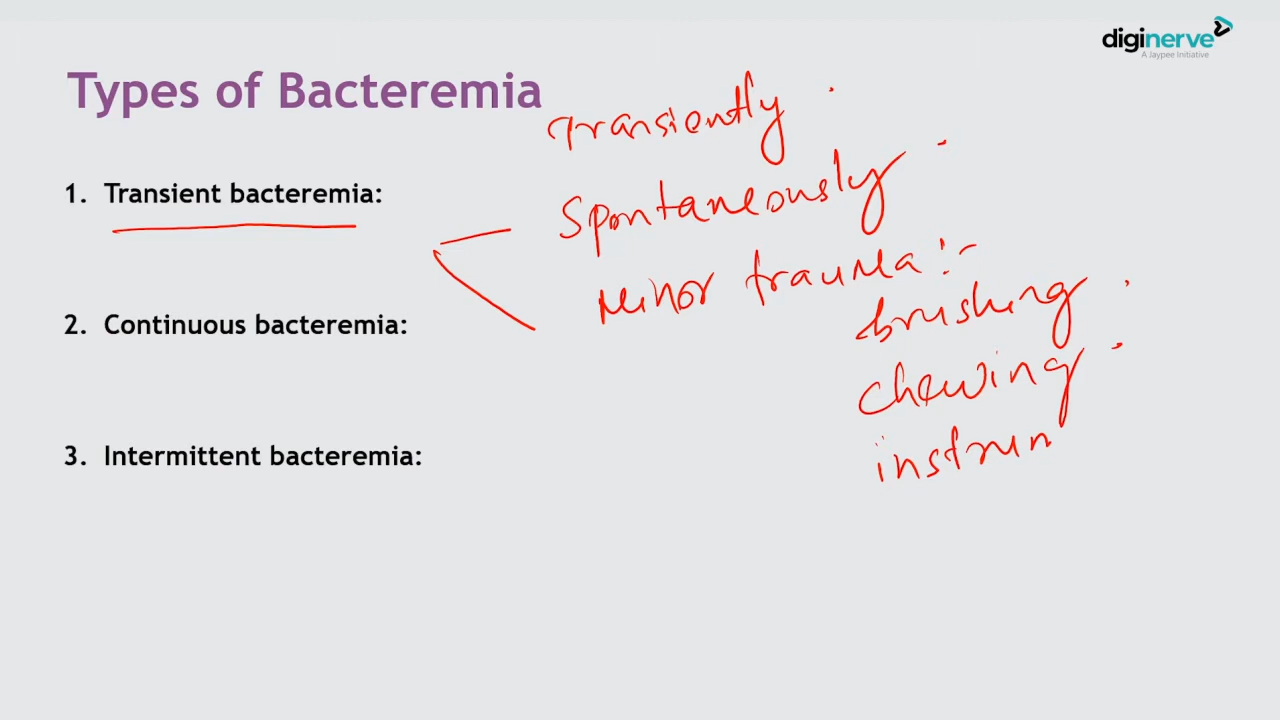 diginerve
A Jaypee Initiative
Types of Bacteremia
Transiently
1. Transient bacteremia:
Spontaneously
Minor trauma :-
brushing
2. Continuous bacteremia:
chewing
instrum
3. Intermittent bacteremia: